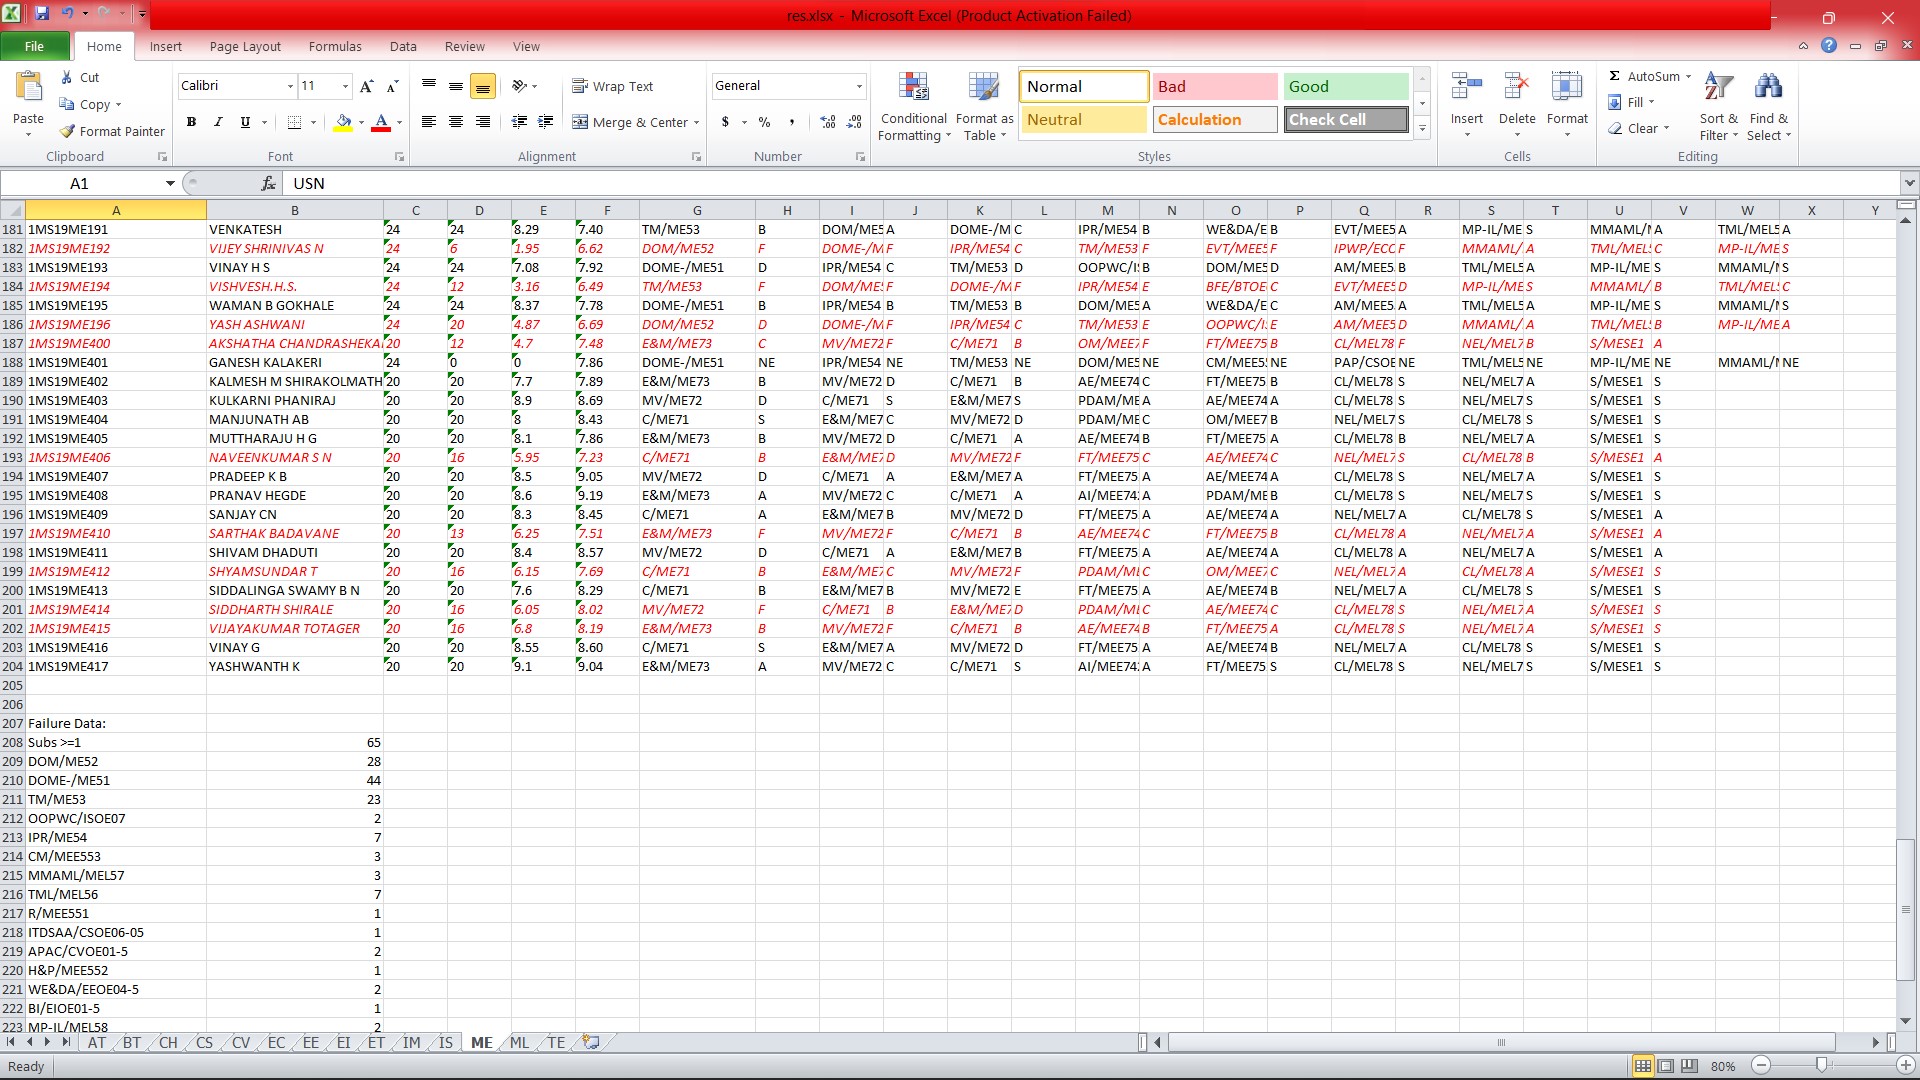 res.xlsx - Microsoft Excel (Product Activation Failed)
File Home Insert Page Layout Formulas Data Review View
Paste Cut Copy Format Painter Clipboard
Calibri 11 A A B I U A Font
Wrap Text Merge & Center Alignment
General $ % , Number
Conditional Formatting Format as Table
Normal Bad Good
Neutral Calculation Check Cell
Styles
Insert Delete Format Cells
Σ AutoSum Fill Clear Sort & Filter Find & Select Editing
A1 fx USN
A B C D E F G H I J K L M N O P Q R S T U V W X Y
181 1MS19ME191 VENKATESH 24 24 8.29 7.40 TM/ME53 B DOM/ME5 A DOME-/M C IPR/ME54 B WE&DA/E B EVT/MEE5 A MP-IL/ME S MMAML/M A TML/MEL5 A
182 1MS19ME192 VIJEY SHRINIVAS N 24 6 1.95 6.62 DOM/ME52 F DOME-/M F IPR/ME54 C TM/ME53 F EVT/MEE5 F IPWP/ECO F MMAML/ A TML/MEL5 C MP-IL/ME S
183 1MS19ME193 VINAY H S 24 24 7.08 7.92 DOME-/ME51 D IPR/ME54 C TM/ME53 D OOPWC/IS B DOM/ME5 D AM/MEE5 B TML/MEL5 A MP-IL/ME S MMAML/M S
184 1MS19ME194 VISHVESH.H.S. 24 12 3.16 6.49 TM/ME53 F DOM/ME5 F DOME-/M F IPR/ME54 E BFE/BTOE C EVT/MEE5 D MP-IL/ME S MMAML/ B TML/MEL5 C
185 1MS19ME195 WAMAN B GOKHALE 24 24 8.37 7.78 DOME-/ME51 B IPR/ME54 B TM/ME53 B DOM/ME5 A WE&DA/E C AM/MEE5 A TML/MEL5 A MP-IL/ME S MMAML/M S
186 1MS19ME196 YASH ASHWANI 24 20 4.87 6.69 DOM/ME52 D DOME-/M F IPR/ME54 C TM/ME53 E OOPWC/IS E AM/MEE5 D MMAML/ A TML/MEL5 B MP-IL/ME A
187 1MS19ME400 AKSHATHA CHANDRASHEKA 20 12 4.7 7.48 E&M/ME73 C MV/ME72 F C/ME71 B OM/MEE7 F FT/MEE75 B CL/MEL78 F NEL/MEL7 B S/MESE1 A
188 1MS19ME401 GANESH KALAKERI 24 0 0 7.86 DOME-/ME51 NE IPR/ME54 NE TM/ME53 NE DOM/ME5 NE CM/MEE55 NE PAP/CSOE NE TML/MEL5 NE MP-IL/ME NE MMAML/M NE
189 1MS19ME402 KALMESH M SHIRAKOLMATH 20 20 7.7 7.89 E&M/ME73 B MV/ME72 D C/ME71 B AE/MEE74 C FT/MEE75 B CL/MEL78 S NEL/MEL7 A S/MESE1 S
190 1MS19ME403 KULKARNI PHANIRAJ 20 20 8.9 8.69 MV/ME72 D C/ME71 S E&M/ME7 S PDAM/ME A AE/MEE74 A CL/MEL78 S NEL/MEL7 S S/MESE1 S
191 1MS19ME404 MANJUNATH AB 20 20 8 8.43 C/ME71 S E&M/ME7 C MV/ME72 D PDAM/ME C OM/MEE7 B NEL/MEL7 S CL/MEL78 S S/MESE1 S
192 1MS19ME405 MUTTHARAJU H G 20 20 8.1 7.86 E&M/ME73 B MV/ME72 D C/ME71 A AE/MEE74 B FT/MEE75 A CL/MEL78 B NEL/MEL7 A S/MESE1 S
193 1MS19ME406 NAVEENKUMAR S N 20 16 5.95 7.23 C/ME71 B E&M/ME7 D MV/ME72 F FT/MEE75 C AE/MEE74 C NEL/MEL7 S CL/MEL78 B S/MESE1 A
194 1MS19ME407 PRADEEP K B 20 20 8.5 9.05 MV/ME72 D C/ME71 A E&M/ME7 A FT/MEE75 A AE/MEE74 A CL/MEL78 S NEL/MEL7 A S/MESE1 S
195 1MS19ME408 PRANAV HEGDE 20 20 8.6 9.19 E&M/ME73 A MV/ME72 C C/ME71 A AI/MEE742 A PDAM/ME B CL/MEL78 S NEL/MEL7 S S/MESE1 S
196 1MS19ME409 SANJAY CN 20 20 8.3 8.45 C/ME71 A E&M/ME7 B MV/ME72 D FT/MEE75 A AE/MEE74 A NEL/MEL7 A CL/MEL78 S S/MESE1 A
197 1MS19ME410 SARTHAK BADAVANE 20 13 6.25 7.51 E&M/ME73 F MV/ME72 F C/ME71 B AE/MEE74 C FT/MEE75 B CL/MEL78 A NEL/MEL7 A S/MESE1 A
198 1MS19ME411 SHIVAM DHADUTI 20 20 8.4 8.57 MV/ME72 D C/ME71 A E&M/ME7 B FT/MEE75 A AE/MEE74 A CL/MEL78 S NEL/MEL7 A S/MESE1 A
199 1MS19ME412 SHYAMSUNDAR T 20 16 6.15 7.69 C/ME71 B E&M/ME7 C MV/ME72 F PDAM/ME C OM/MEE7 C NEL/MEL7 A CL/MEL78 A S/MESE1 S
200 1MS19ME413 SIDDALINGA SWAMY B N 20 20 7.6 8.29 C/ME71 B E&M/ME7 B MV/ME72 E FT/MEE75 A AE/MEE74 B NEL/MEL7 A CL/MEL78 A S/MESE1 S
201 1MS19ME414 SIDDHARTH SHIRALE 20 16 6.05 8.02 MV/ME72 F C/ME71 B E&M/ME7 D PDAM/ME C AE/MEE74 C CL/MEL78 S NEL/MEL7 A S/MESE1 S
202 1MS19ME415 VIJAYAKUMAR TOTAGER 20 16 6.8 8.19 E&M/ME73 B MV/ME72 F C/ME71 B AE/MEE74 B FT/MEE75 A CL/MEL78 S NEL/MEL7 A S/MESE1 S
203 1MS19ME416 VINAY G 20 20 8.55 8.60 C/ME71 S E&M/ME7 A MV/ME72 D FT/MEE75 A AE/MEE74 B NEL/MEL7 A CL/MEL78 S S/MESE1 S
204 1MS19ME417 YASHWANTH K 20 20 9.1 9.04 E&M/ME73 A MV/ME72 C C/ME71 S AI/MEE742 A FT/MEE75 S CL/MEL78 S NEL/MEL7 S S/MESE1 S
205
206
207 Failure Data:
208 Subs >=1 65
209 DOM/ME52 28
210 DOME-/ME51 44
211 TM/ME53 23
212 OOPWC/ISOE07 2
213 IPR/ME54 7
214 CM/MEE553 3
215 MMAML/MEL57 3
216 TML/MEL56 7
217 R/MEE551 1
218 ITDSAA/CSOE06-05 1
219 APAC/CVOE01-5 2
220 H&P/MEE552 1
221 WE&DA/EEOE04-5 2
222 BI/EIOE01-5 1
223 MP-IL/MEL58 2
AT BT CH CS CV EC EE EI ET IM IS ME ML TE
Ready 80%